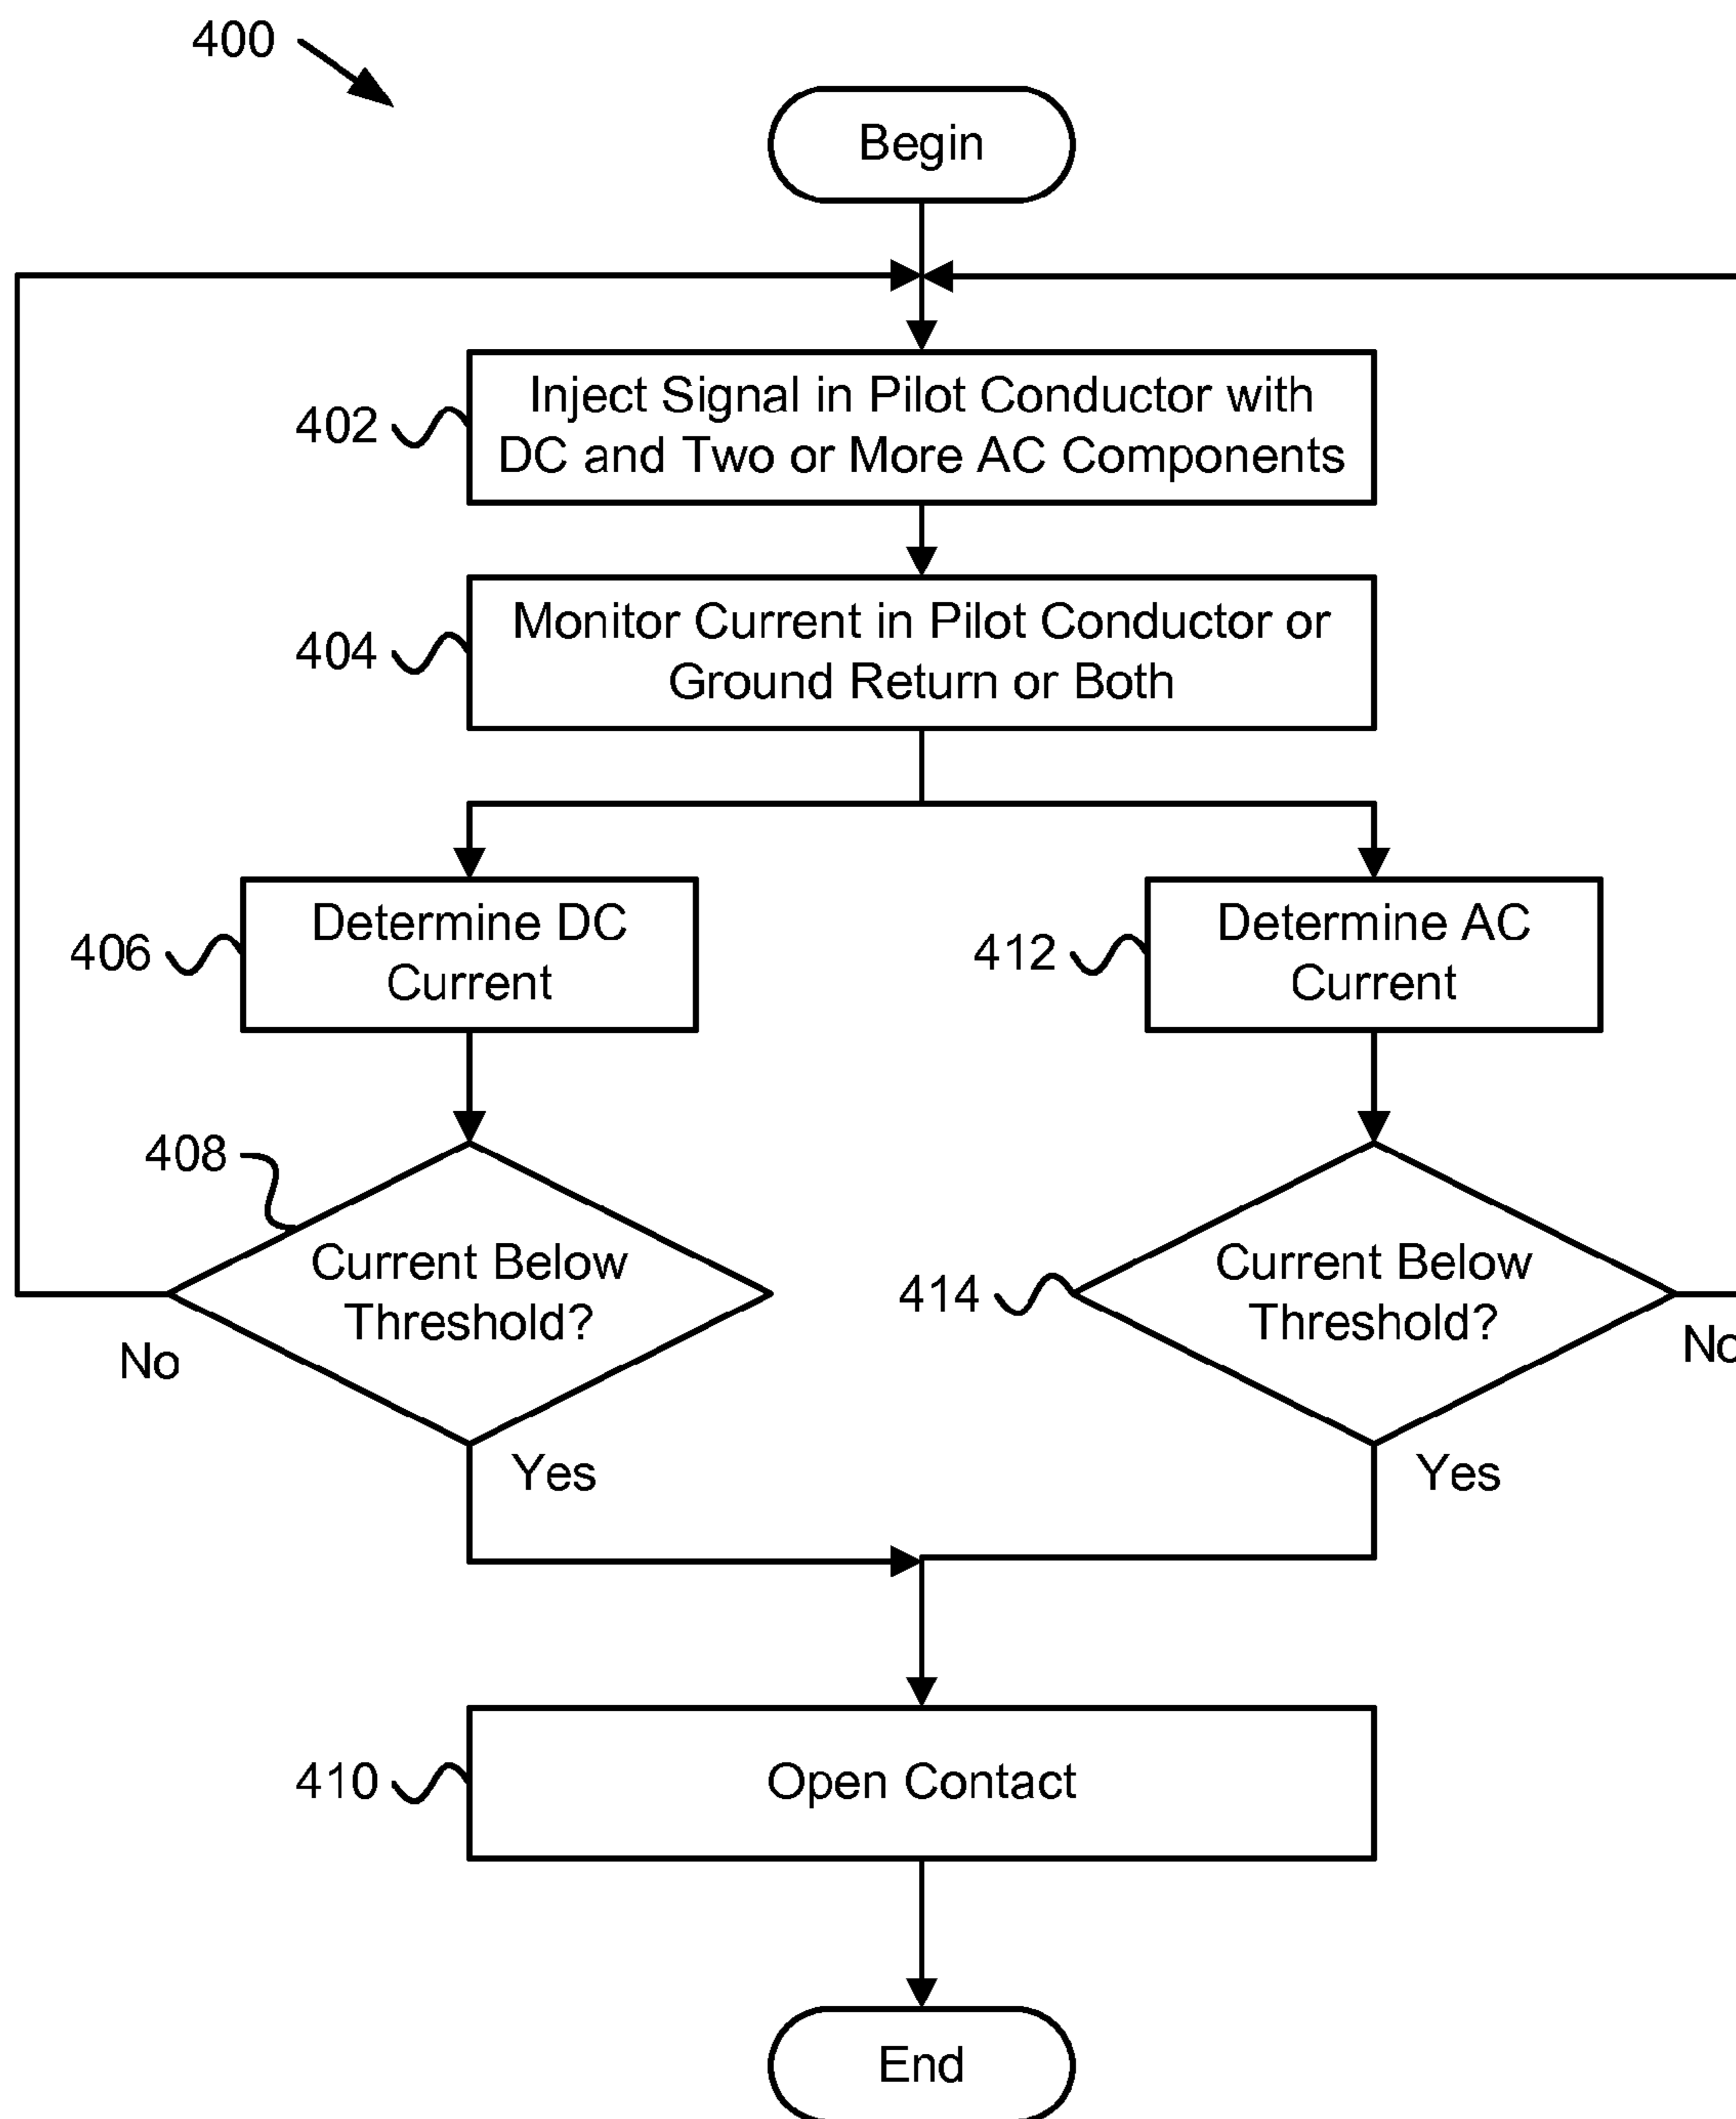 400
Begin
402
Inject Signal in Pilot Conductor with
DC and Two or More AC Components
404
Monitor Current in Pilot Conductor or
Ground Return or Both
406
Determine DC
Current
412
Determine AC
Current
408
Current Below
Threshold?
No
Yes
414
Current Below
Threshold?
No
Yes
410
Open Contact
End